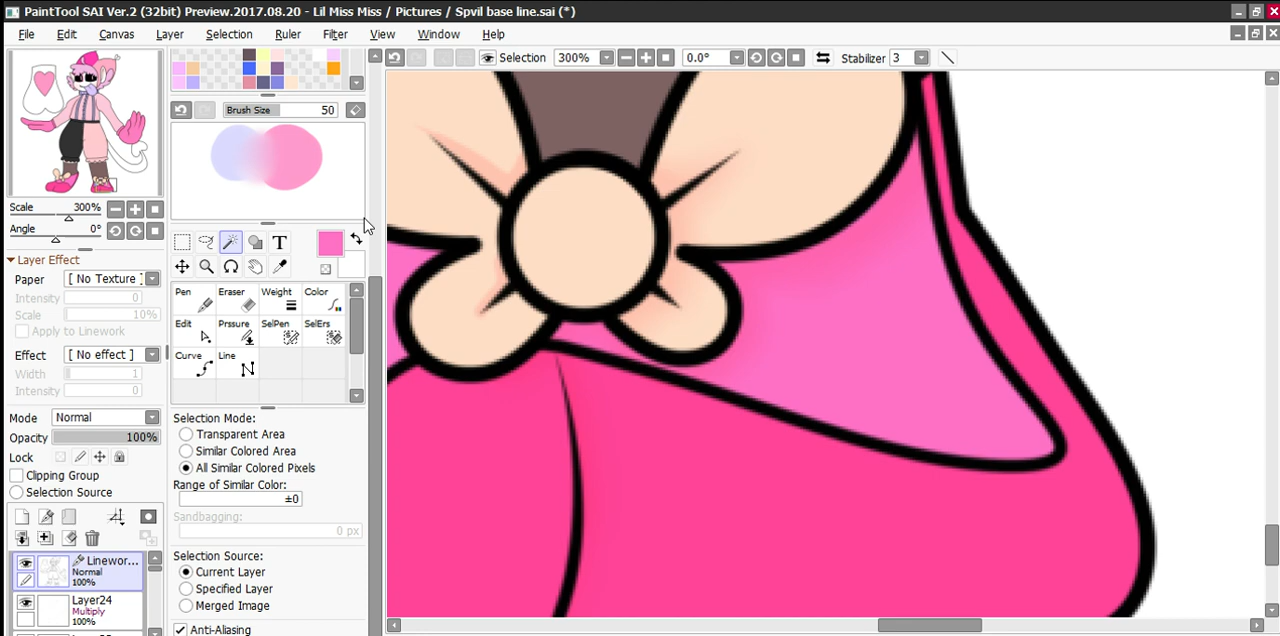 PaintTool SAI Ver.2 (32bit) Preview.2017.08.20 - Lil Miss Miss / Pictures / Spvil base line.sai (*)
File Edit Canvas Layer Selection Ruler Filter View Window Help
Selection 300% 0.0° Stabilizer 3
Brush Size 50
Scale 300%
Angle 0°
Layer Effect
Paper [ No Texture ]
Intensity 0
Scale 10%
Apply to Linework
Effect [ No effect ]
Width 1
Intensity 0
Mode Normal
Opacity 100%
Lock
Clipping Group
Selection Source
Linewor...
Normal
100%
Layer24
Multiply
100%
T
Pen Eraser Weight Color
Edit Prssure SelPen SelErs
Curve Line
Selection Mode:
Transparent Area
Similar Colored Area
All Similar Colored Pixels
Range of Similar Color:
±0
Sandbagging:
0 px
Selection Source:
Current Layer
Specified Layer
Merged Image
Anti-Aliasing